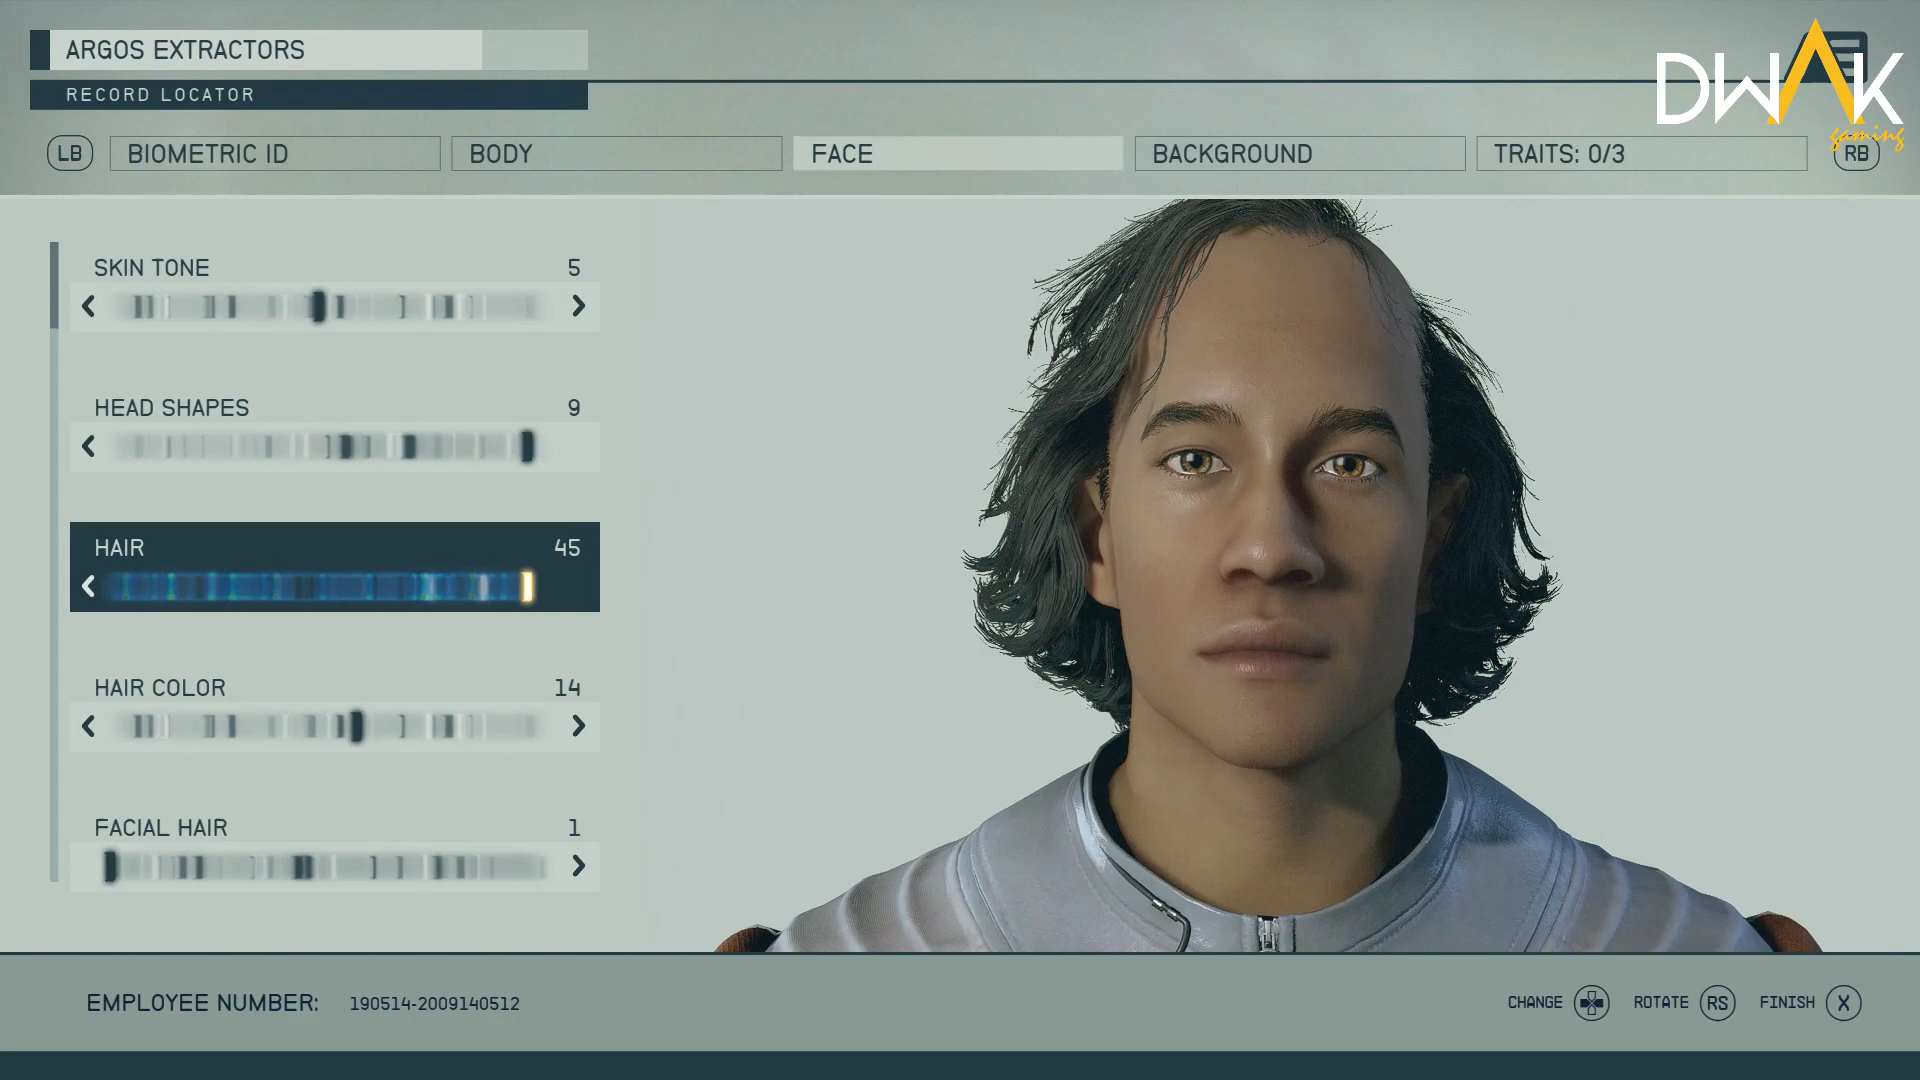 ARGOS EXTRACTORS
RECORD LOCATOR
DWAK
gaming
LB
BIOMETRIC ID
BODY
FACE
BACKGROUND
TRAITS: 0/3
RB
SKIN TONE 5
HEAD SHAPES 9
HAIR 45
HAIR COLOR 14
FACIAL HAIR 1
EMPLOYEE NUMBER: 190514-2009140512
CHANGE
ROTATE RS
FINISH X